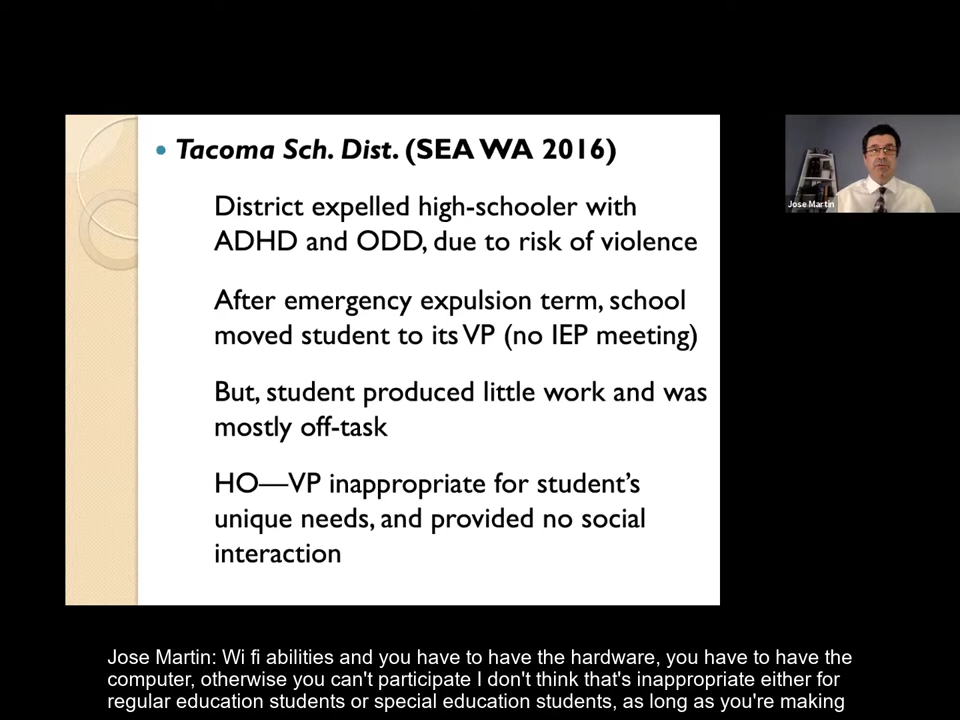 • Tacoma Sch. Dist. (SEA WA 2016)
District expelled high-schooler with
ADHD and ODD, due to risk of violence
After emergency expulsion term, school
moved student to its VP (no IEP meeting)
But, student produced little work and was
mostly off-task
HO—VP inappropriate for student’s
unique needs, and provided no social
interaction
Jose Martin
Jose Martin: Wi fi abilities and you have to have the hardware, you have to have the
computer, otherwise you can't participate I don't think that's inappropriate either for
regular education students or special education students, as long as you're making